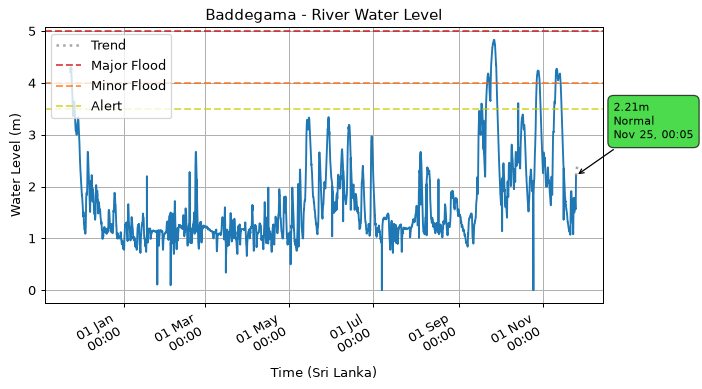 Baddegama - River Water Level
Trend
Major Flood
Minor Flood
Alert
2.21m
Normal
Nov 25, 00:05
Water Level (m)
5
4
3
2
1
0
01 Jan
00:00
01 Mar
00:00
01 May
00:00
01 Jul
00:00
01 Sep
00:00
01 Nov
00:00
Time (Sri Lanka)